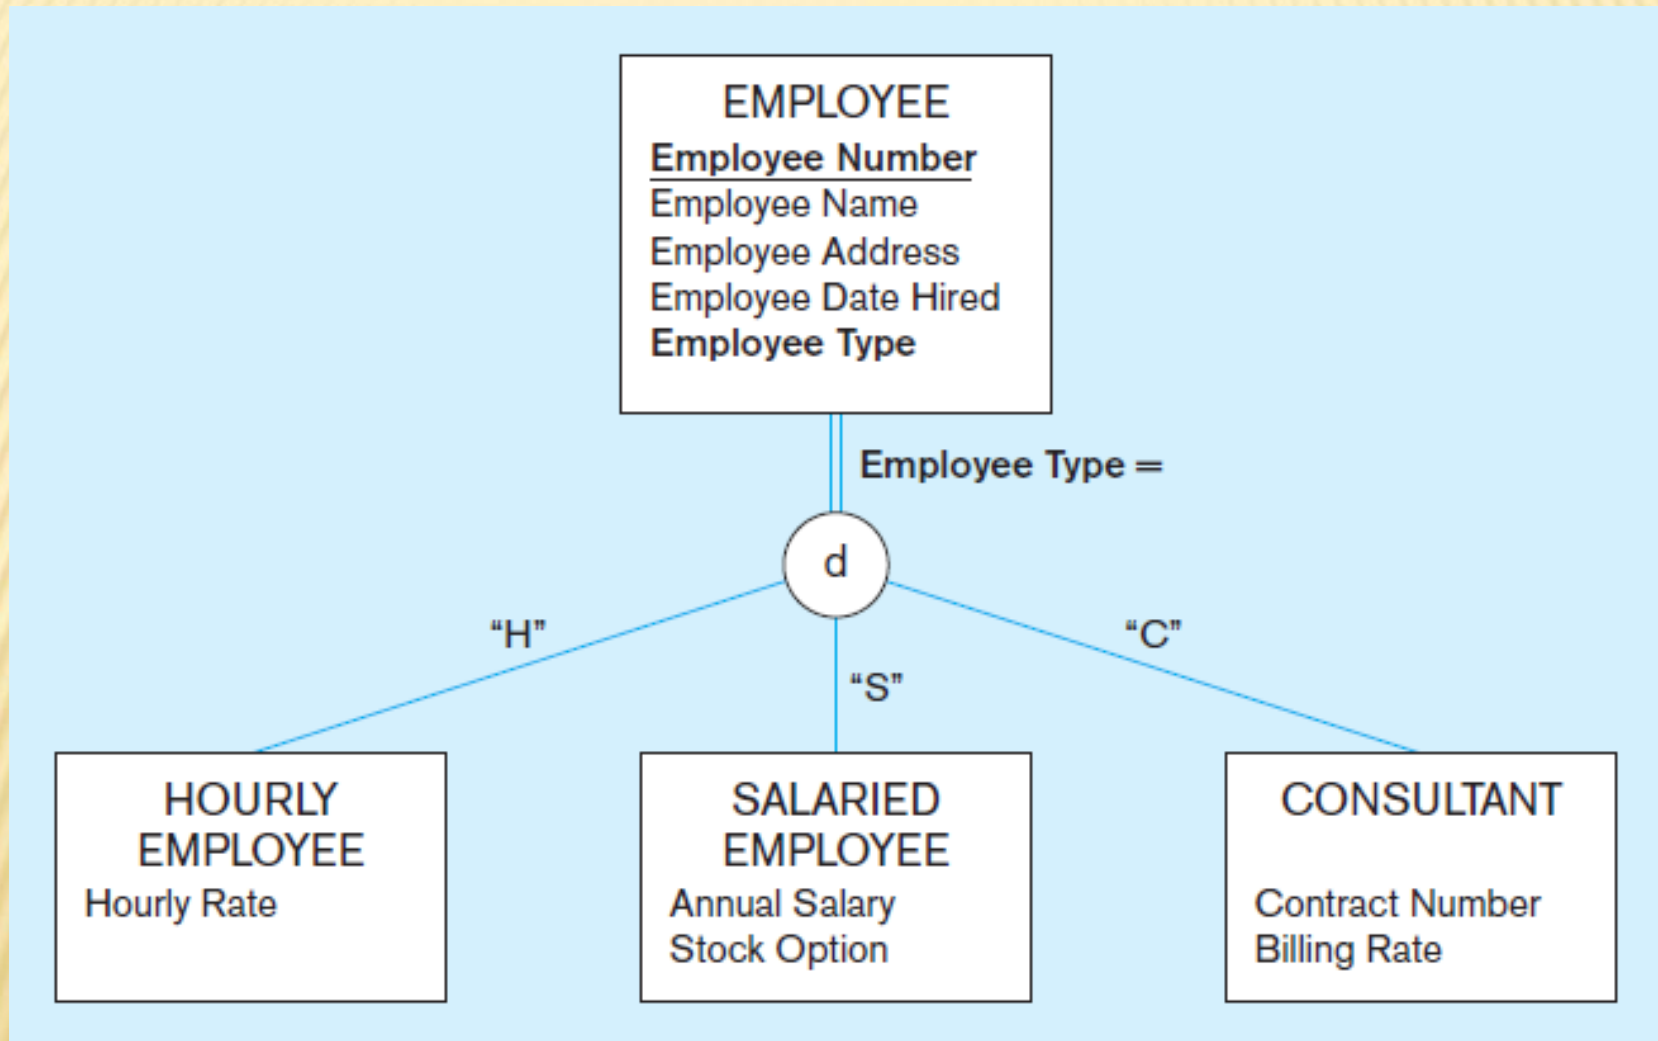 EMPLOYEE
Employee Number
Employee Name
Employee Address
Employee Date Hired
Employee Type
Employee Type =
d
“H”
“S”
“C”
HOURLY
EMPLOYEE
Hourly Rate
SALARIED
EMPLOYEE
Annual Salary
Stock Option
CONSULTANT
Contract Number
Billing Rate